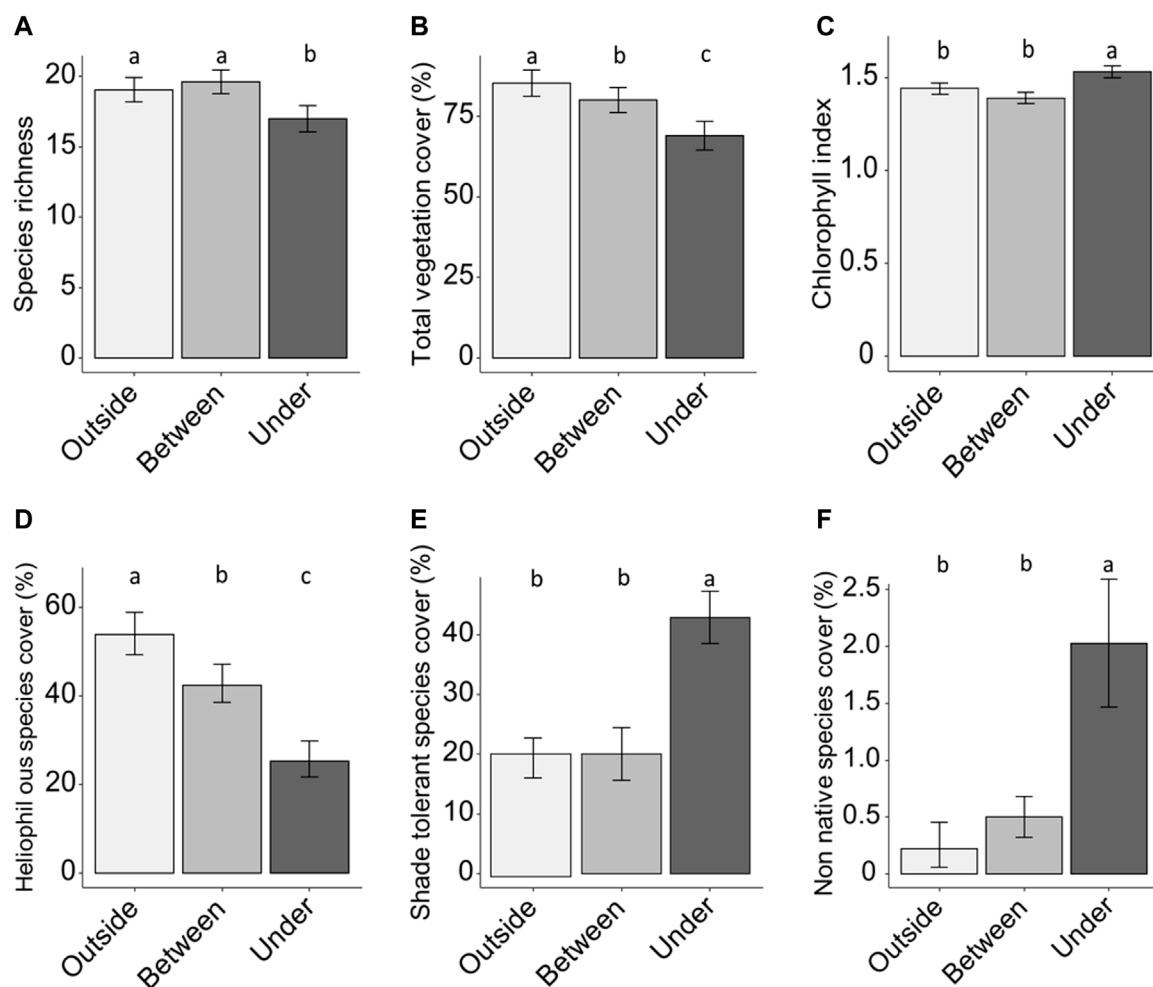 A
Species richness
20
15
10
5
0
a
a
b
Outside
Between
Under
B
Total vegetation cover (%)
75
50
25
0
a
b
c
Outside
Between
Under
C
Chlorophyll index
1.5
1.0
0.5
0
b
b
a
Outside
Between
Under
D
Heliophil ous species cover (%)
60
40
20
0
a
b
c
Outside
Between
Under
E
Shade tolerant species cover (%)
40
30
20
10
0
b
b
a
Outside
Between
Under
F
Non native species cover (%)
2.5
2.0
1.5
1.0
0.5
0
b
b
a
Outside
Between
Under